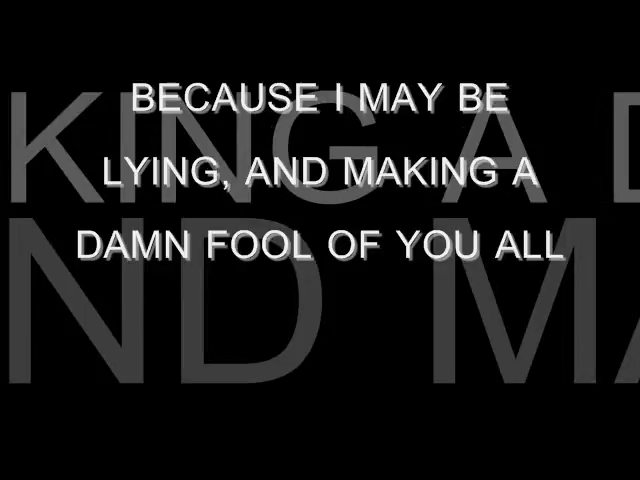 BECAUSE I MAY BE
LYING, AND MAKING A
DAMN FOOL OF YOU ALL
KING A D
ND MA